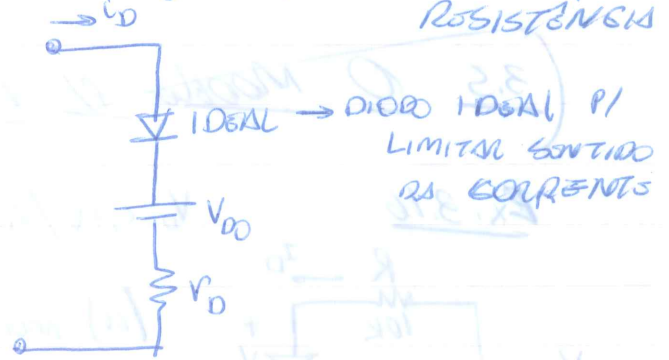 → iD
RESISTÊNCIA
IDEAL → DIODO IDEAL P/
LIMITAR SENTIDO
DA CORRENTE
VD0
rD